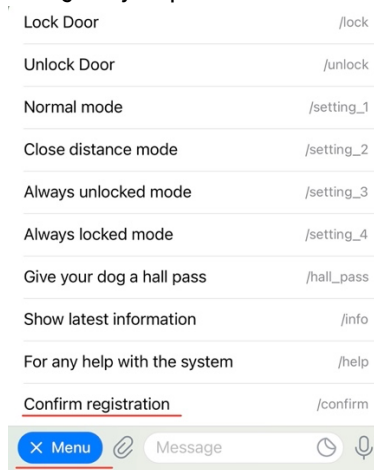 Lock Door /lock
Unlock Door /unlock
Normal mode /setting_1
Close distance mode /setting_2
Always unlocked mode /setting_3
Always locked mode /setting_4
Give your dog a hall pass /hall_pass
Show latest information /info
For any help with the system /help
Confirm registration /confirm
Menu Message